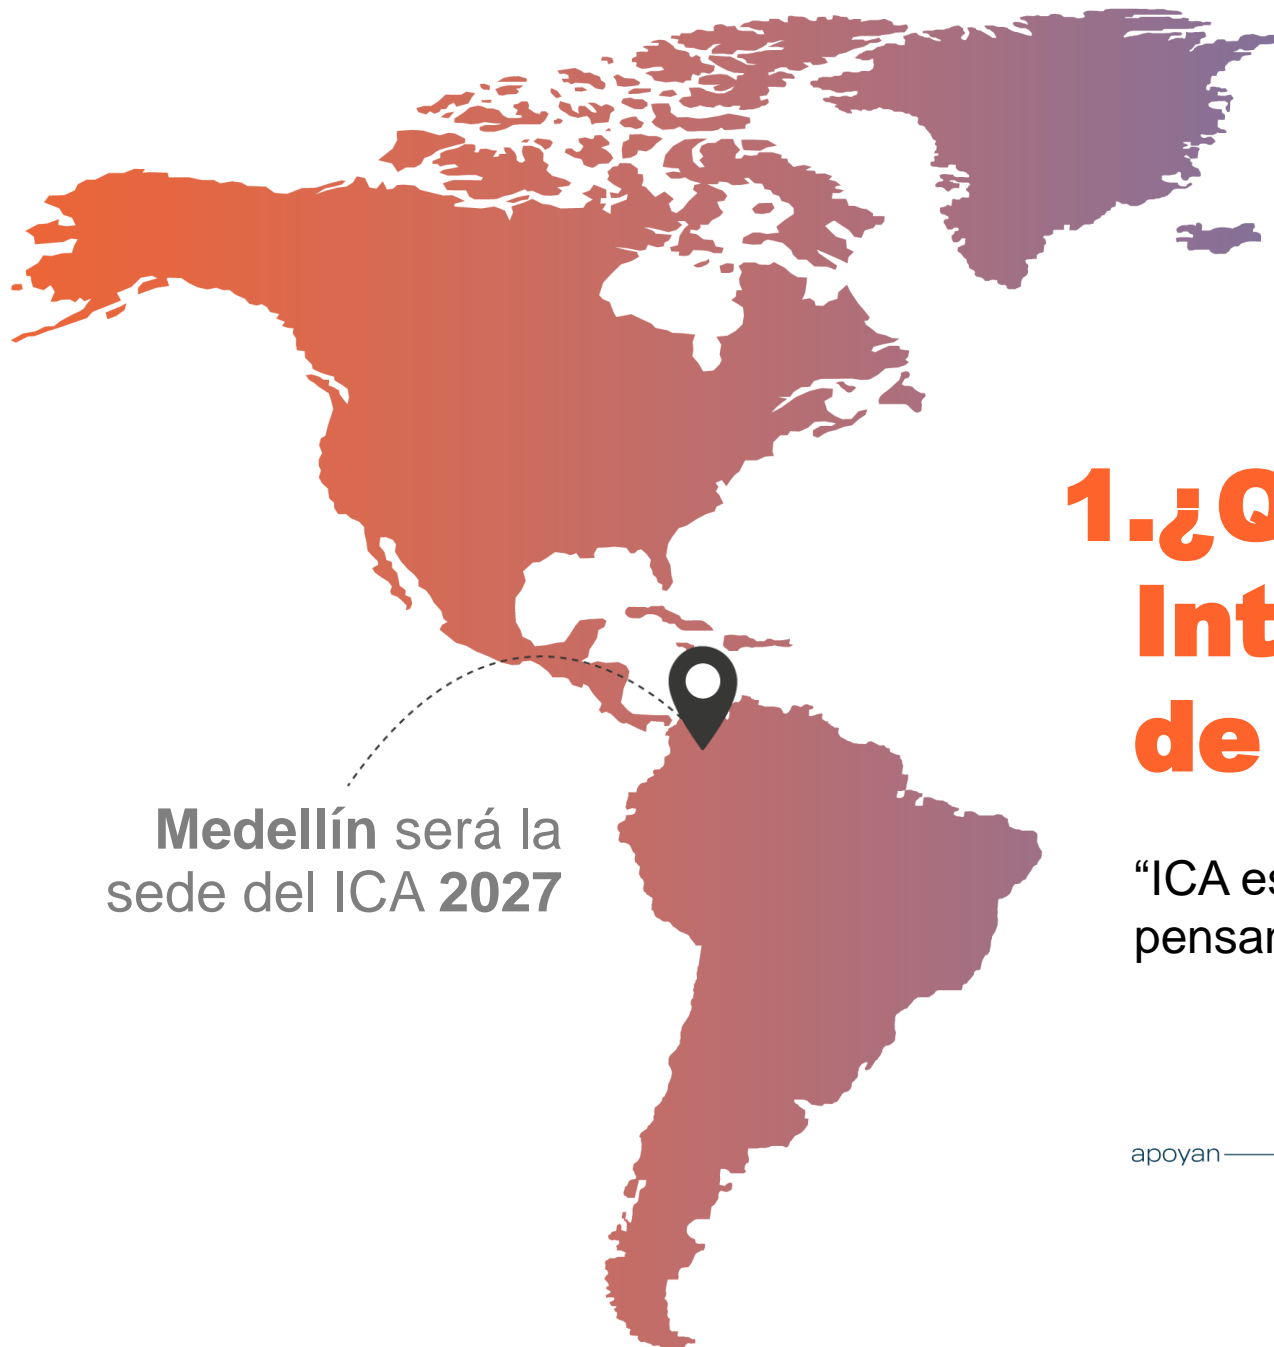 1.¿Q
Int
de
Medellín será la
sede del ICA 2027
“ICA es
pensar
apoyan